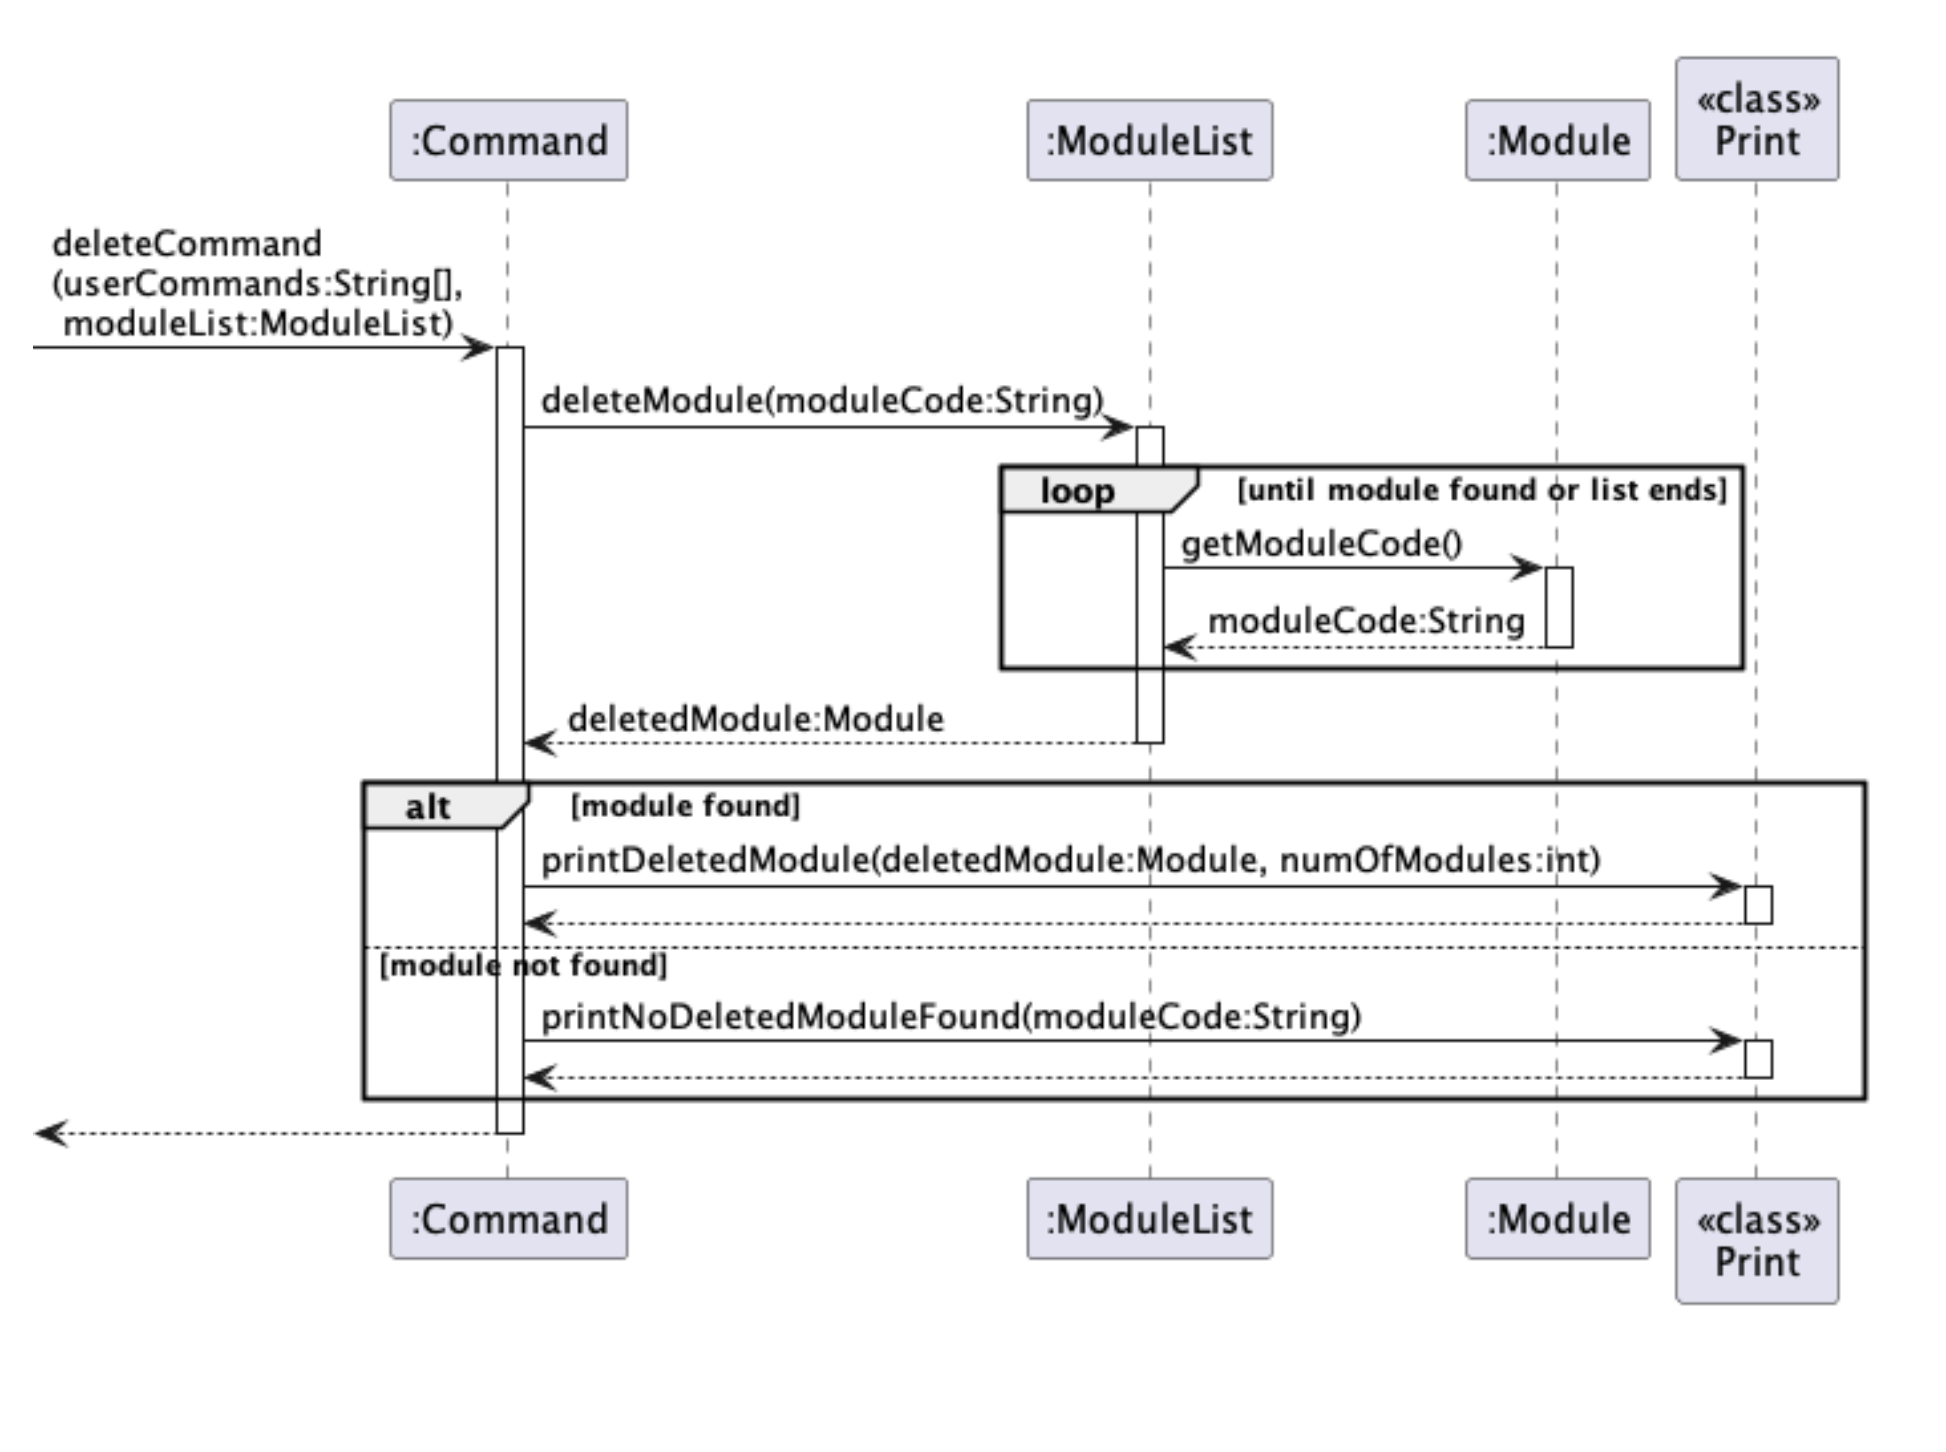 :Command
:ModuleList
:Module
«class»
Print
deleteCommand
(userCommands:String[],
moduleList:ModuleList)
deleteModule(moduleCode:String)
loop
[until module found or list ends]
getModuleCode()
moduleCode:String
deletedModule:Module
alt
[module found]
printDeletedModule(deletedModule:Module, numOfModules:int)
[module not found]
printNoDeletedModuleFound(moduleCode:String)
:Command
:ModuleList
:Module
«class»
Print